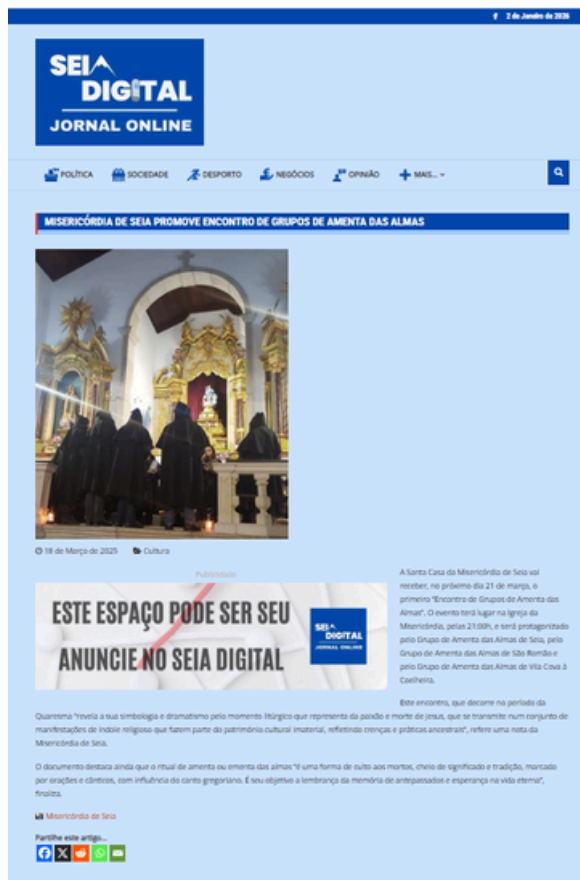 2 de Janeiro de 2026
SEIA
DIGITAL
JORNAL ONLINE
POLÍTICA SOCIEDADE DESPORTO NEGÓCIOS OPINIÃO MAIS...
MISERICÓRDIA DE SEIA PROMOVE ENCONTRO DE GRUPOS DE AMENTA DAS ALMAS
18 de Março de 2025 Cultura
Publicidade
ESTE ESPAÇO PODE SER SEU
ANUNCIE NO SEIA DIGITAL
SEIA
DIGITAL
JORNAL ONLINE
A Santa Casa da Misericórdia de Seia vai
receber, no próximo dia 21 de março, o
primeiro "Encontro de Grupos de Amenta das
Almas". O evento terá lugar na Igreja da
Misericórdia, pelas 21:00h, e será protagonizado
pelo Grupo de Amenta das Almas de Seia, pelo
Grupo de Amenta das Almas de São Romão e
pelo Grupo de Amenta das Almas de Vila Cova à
Coelheira.
Este encontro, que decorre no período da
Quaresma "revela a sua simbologia e dramatismo pelo momento litúrgico que representa da paixão e morte de Jesus, que se transmite num conjunto de
manifestações de índole religioso que fazem parte do património cultural imaterial, refletindo crenças e práticas ancestrais", refere uma nota da
Misericórdia de Seia.
O documento destaca ainda que o ritual de amenta ou ementa das almas "é uma forma de culto aos mortos, cheio de significado e tradição, marcado
por orações e cânticos, com influência do canto gregoriano. É seu objetivo a lembrança da memória de antepassados e esperança na vida eterna",
finaliza.
Misericórdia de Seia
Partilhe este artigo...